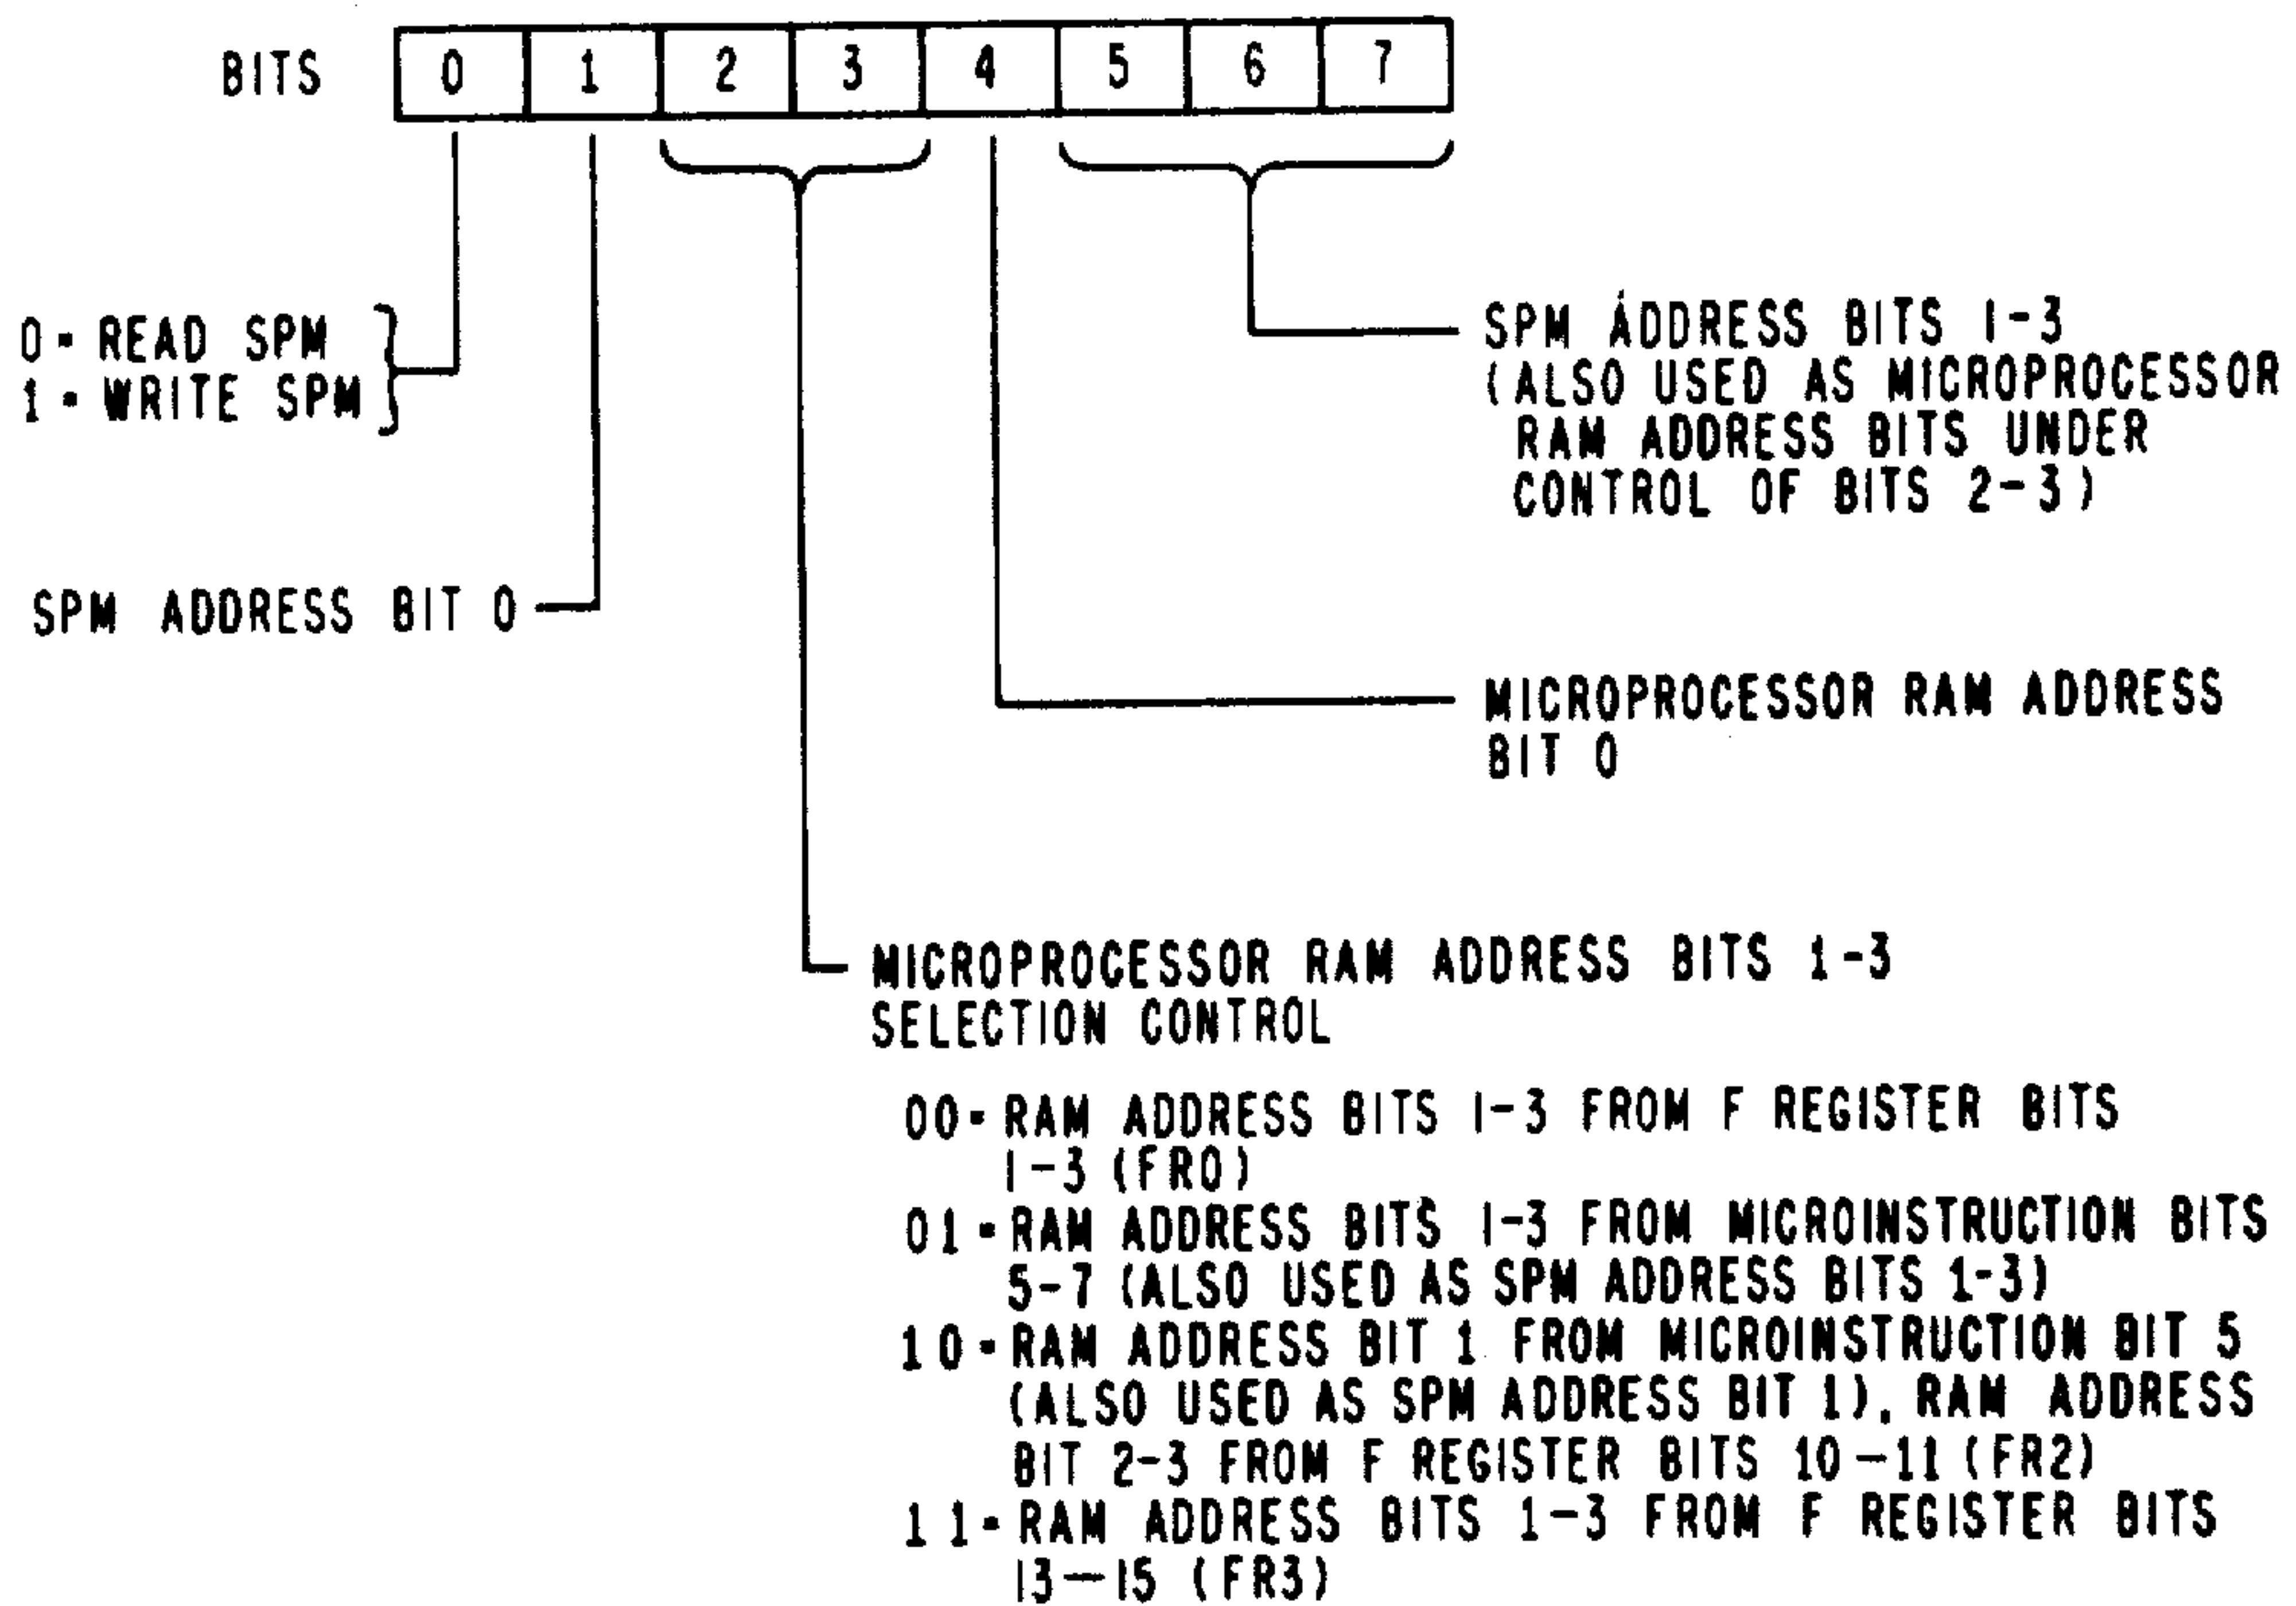 BITS 0 1 2 3 4 5 6 7
0 - READ SPM
1 - WRITE SPM
SPM ADDRESS BITS 1-3
(ALSO USED AS MICROPROCESSOR
RAM ADDRESS BITS UNDER
CONTROL OF BITS 2-3)
SPM ADDRESS BIT 0
MICROPROCESSOR RAM ADDRESS
BIT 0
MICROPROCESSOR RAM ADDRESS BITS 1-3
SELECTION CONTROL
00- RAM ADDRESS BITS 1-3 FROM F REGISTER BITS
1-3 (FR0)
01- RAM ADDRESS BITS 1-3 FROM MICROINSTRUCTION BITS
5-7 (ALSO USED AS SPM ADDRESS BITS 1-3)
10- RAM ADDRESS BIT 1 FROM MICROINSTRUCTION BIT 5
(ALSO USED AS SPM ADDRESS BIT 1). RAM ADDRESS
BIT 2-3 FROM F REGISTER BITS 10-11 (FR2)
11- RAM ADDRESS BITS 1-3 FROM F REGISTER BITS
13-15 (FR3)